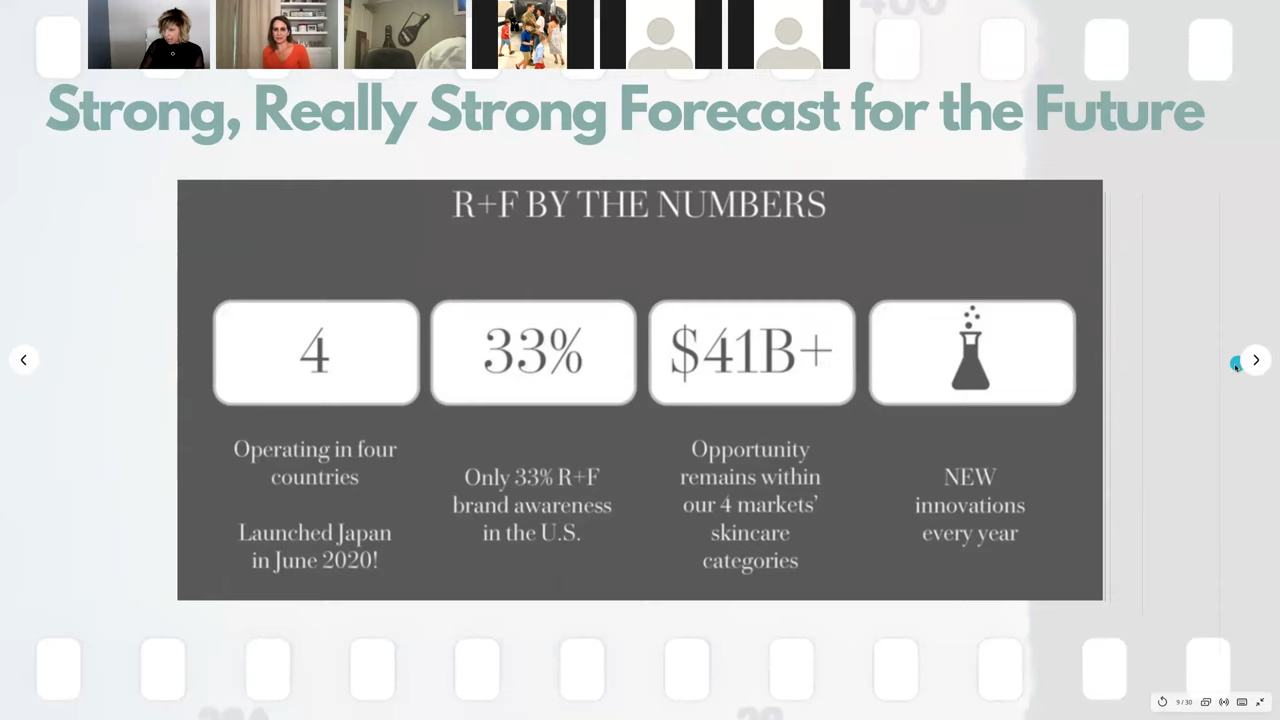 Strong, Really Strong Forecast for the Future
R+F BY THE NUMBERS
4
Operating in four
countries
Launched Japan
in June 2020!
33%
Only 33% R+F
brand awareness
in the U.S.
$41B+
Opportunity
remains within
our 4 markets’
skincare
categories
NEW
innovations
every year
9 / 30